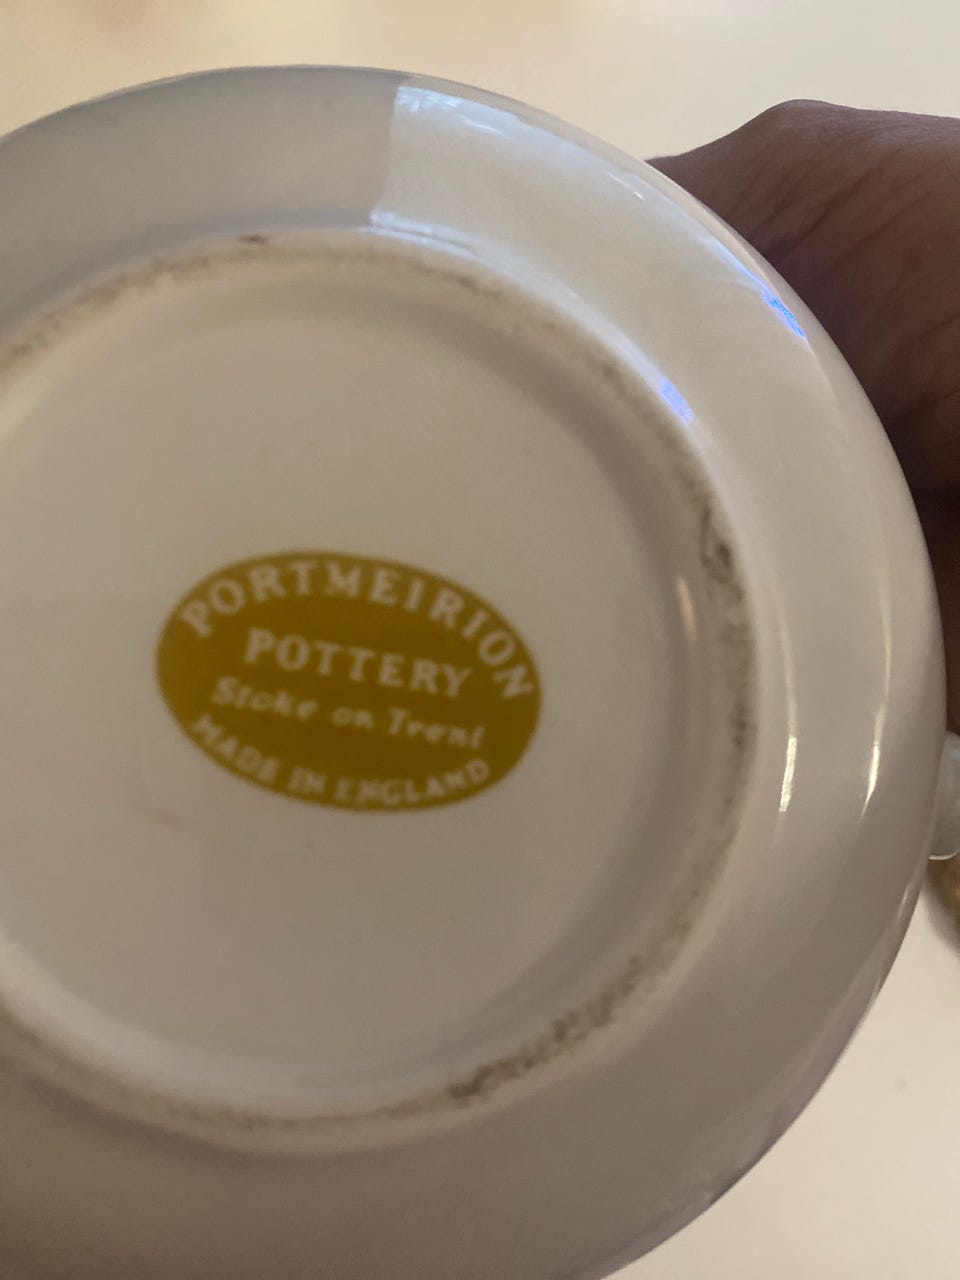 PORTMEIRION
POTTERY
Stoke on Trent
MADE IN ENGLAND